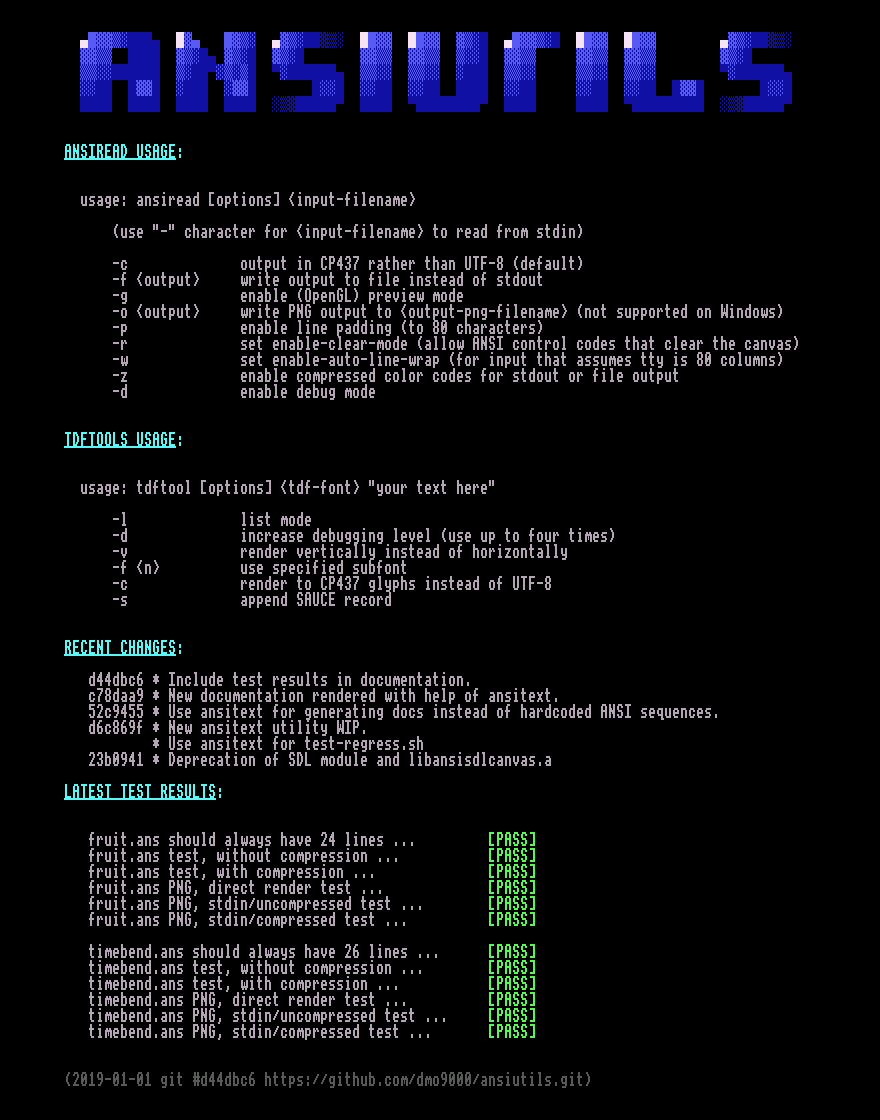 ANSIUTILS
ANSIREAD USAGE:
usage: ansiread [options] <input-filename>
(use "-" character for <input-filename> to read from stdin)
-c output in CP437 rather than UTF-8 (default)
-f <output> write output to file instead of stdout
-g enable (OpenGL) preview mode
-o <output> write PNG output to <output-png-filename> (not supported on Windows)
-p enable line padding (to 80 characters)
-r set enable-clear-mode (allow ANSI control codes that clear the canvas)
-w set enable-auto-line-wrap (for input that assumes tty is 80 columns)
-z enable compressed color codes for stdout or file output
-d enable debug mode
TDFTOOLS USAGE:
usage: tdftool [options] <tdf-font> "your text here"
-l list mode
-d increase debugging level (use up to four times)
-v render vertically instead of horizontally
-f <n> use specified subfont
-c render to CP437 glyphs instead of UTF-8
-s append SAUCE record
RECENT CHANGES:
d44dbc6 * Include test results in documentation.
c78daa9 * New documentation rendered with help of ansitext.
52c9455 * Use ansitext for generating docs instead of hardcoded ANSI sequences.
d6c869f * New ansitext utility WIP.
* Use ansitext for test-regress.sh
23b0941 * Deprecation of SDL module and libansisdlcanvas.a
LATEST TEST RESULTS:
fruit.ans should always have 24 lines ... [PASS]
fruit.ans test, without compression ... [PASS]
fruit.ans test, with compression ... [PASS]
fruit.ans PNG, direct render test ... [PASS]
fruit.ans PNG, stdin/uncompressed test ... [PASS]
fruit.ans PNG, stdin/compressed test ... [PASS]
timebend.ans should always have 26 lines ... [PASS]
timebend.ans test, without compression ... [PASS]
timebend.ans test, with compression ... [PASS]
timebend.ans PNG, direct render test ... [PASS]
timebend.ans PNG, stdin/uncompressed test ... [PASS]
timebend.ans PNG, stdin/compressed test ... [PASS]
(2019-01-01 git #d44dbc6 https://github.com/dmo9000/ansiutils.git)